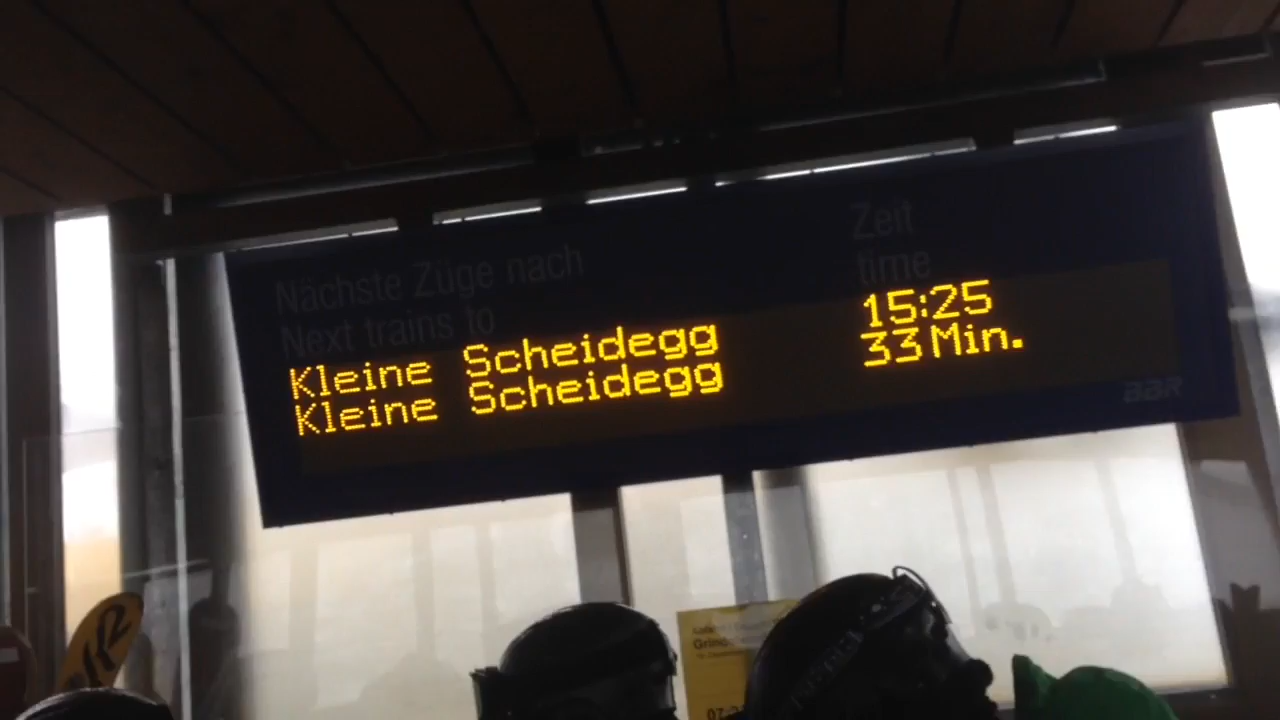 Nächste Züge nach
Next trains to
Zeit
time
Kleine Scheidegg 15:25
Kleine Scheidegg 33 Min.
BBR